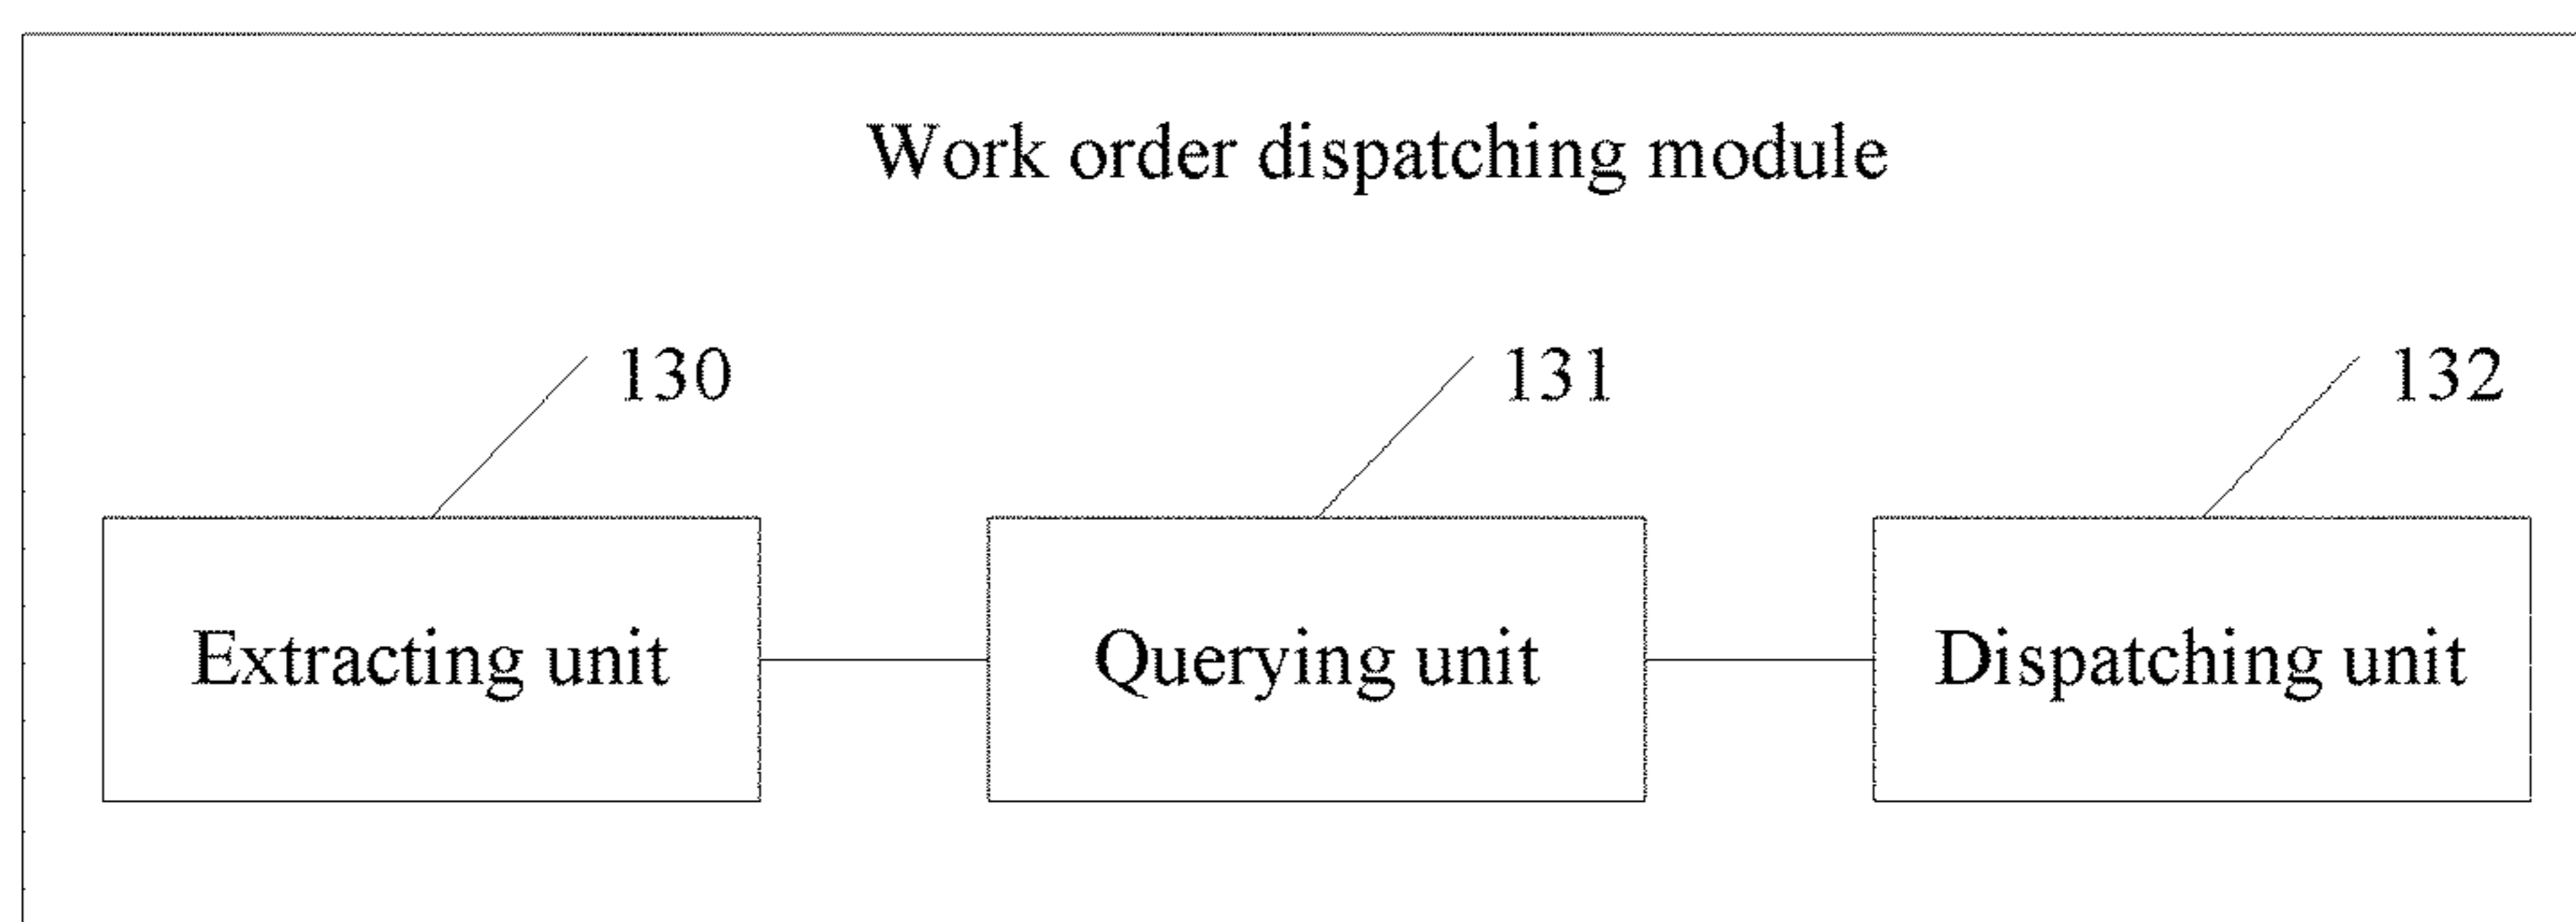 Work order dispatching module
130 131 132
Extracting unit Querying unit Dispatching unit